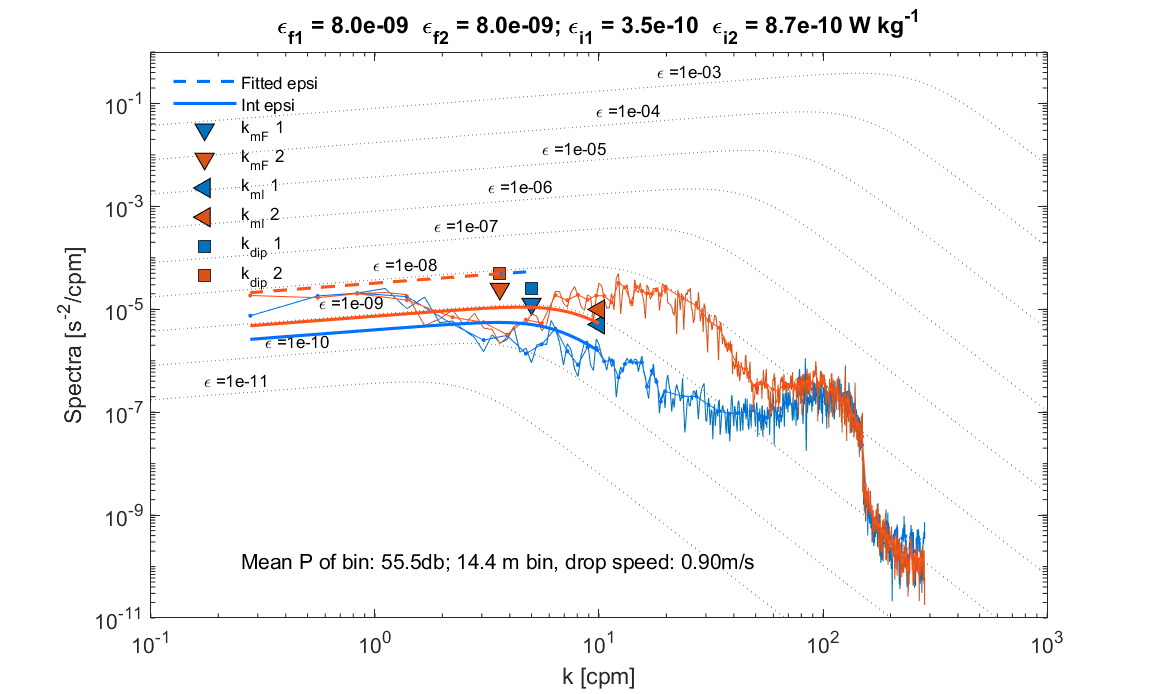 ϵf1 = 8.0e-09 ϵf2 = 8.0e-09; ϵi1 = 3.5e-10 ϵi2 = 8.7e-10 W kg-1
Fitted epsi
Int epsi
kmF 1
kmF 2
kmI 1
kmI 2
kdip 1
kdip 2
ϵ =1e-03
ϵ =1e-04
ϵ =1e-05
ϵ =1e-06
ϵ =1e-07
ϵ =1e-08
ϵ =1e-09
ϵ =1e-10
ϵ =1e-11
Mean P of bin: 55.5db; 14.4 m bin, drop speed: 0.90m/s
Spectra [s-2/cpm]
10-1
10-3
10-5
10-7
10-9
10-11
10-1 100 101 102 103
k [cpm]